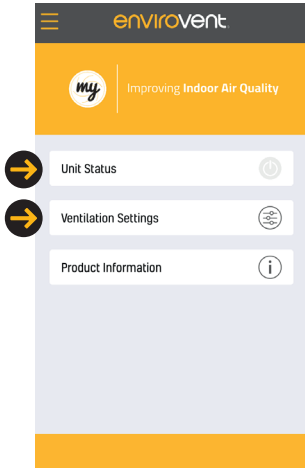 envirovent.
my
Improving Indoor Air Quality
Unit Status
Ventilation Settings
Product Information
i